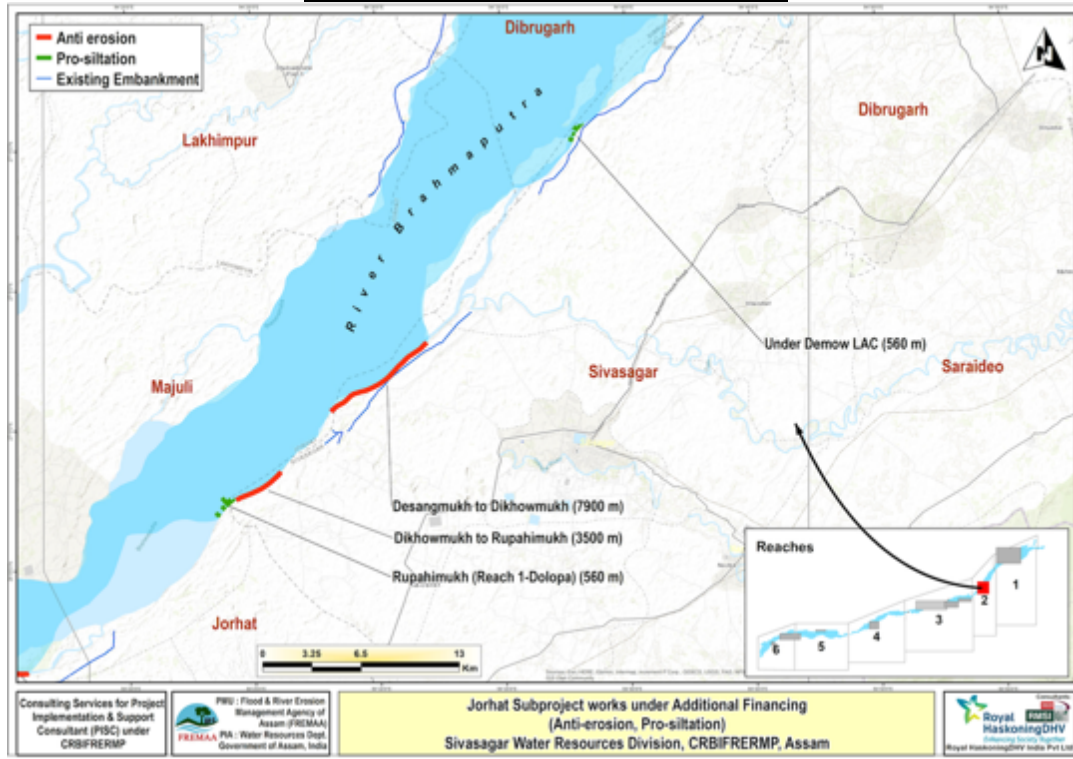 Anti erosion
Pro-siltation
Existing Embankment
Dibrugarh
N
Lakhimpur
Dibrugarh
River Brahmaputra
Under Demow LAC (560 m)
Sivasagar
Saraideo
Majuli
Desangmukh to Dikhowmukh (7900 m)
Dikhowmukh to Rupahimukh (3500 m)
Rupahimukh (Reach 1-Dolopa) (560 m)
Jorhat
0 3.25 6.5 13
Km
Reaches
1
2
3
4
5
6
Consulting Services for Project
Implementation & Support
Consultant (PISC) under
CRBIFRERMP
FREMAA
PMU : Flood & River Erosion
Management Agency of
Assam (FREMAA)
PIA : Water Resources Dept.
Government of Assam, India
Jorhat Subproject works under Additional Financing
(Anti-erosion, Pro-siltation)
Sivasagar Water Resources Division, CRBIFRERMP, Assam
Consultants
Royal
HaskoningDHV
Enhancing Society Together
RMSI
Royal HaskoningDHV India Pvt Ltd